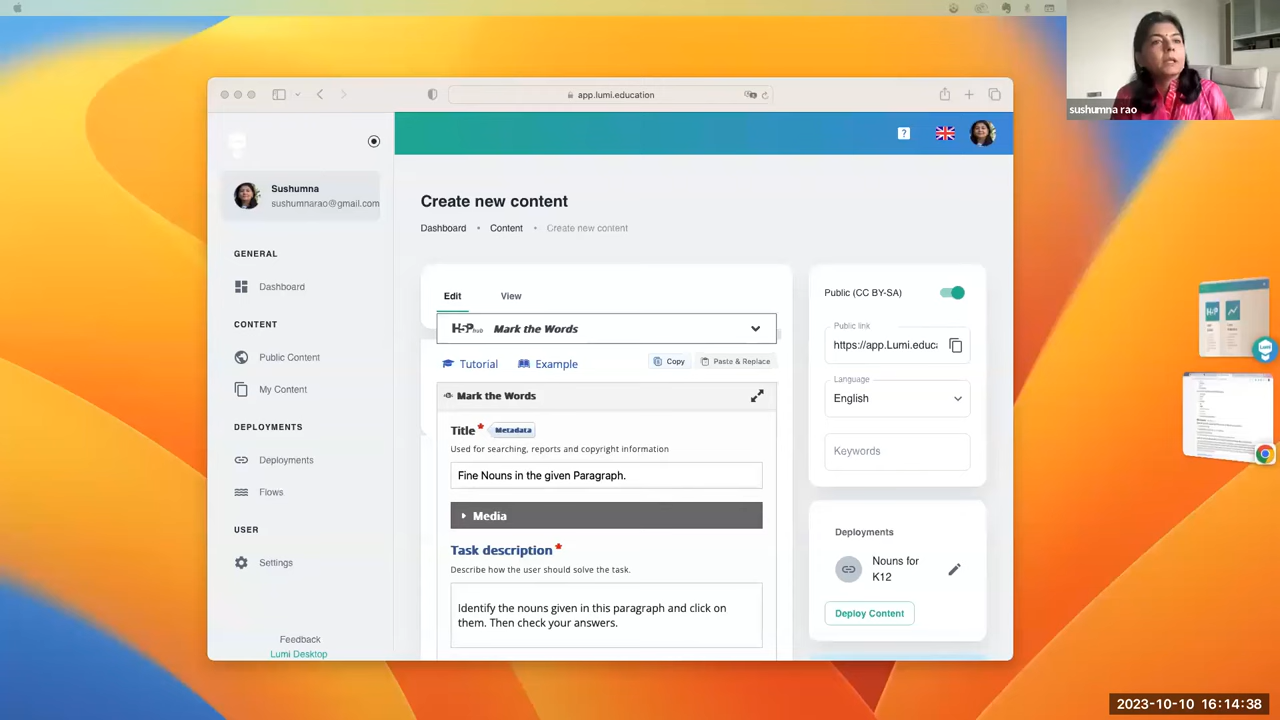 app.lumi.education
sushumna rao
Sushumna
sushumnarao@gmail.com
GENERAL
Dashboard
CONTENT
Public Content
My Content
DEPLOYMENTS
Deployments
Flows
USER
Settings
Feedback
Lumi Desktop
?
Create new content
Dashboard • Content • Create new content
Edit View
H5P hub Mark the Words
Tutorial Example Copy Paste & Replace
Mark the Words
Title * Metadata
Used for searching, reports and copyright information
Fine Nouns in the given Paragraph.
Media
Task description *
Describe how the user should solve the task.
Identify the nouns given in this paragraph and click on
them. Then check your answers.
Public (CC BY-SA)
Public link
https://app.Lumi.educa
Language
English
Keywords
Deployments
Nouns for
K12
Deploy Content
H5P
Lumi
2023-10-10 16:14:38